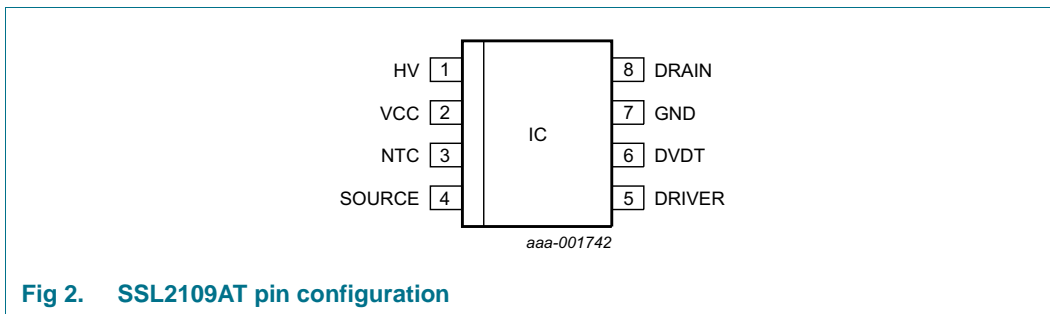 HV 1 8 DRAIN
VCC 2 7 GND
IC
NTC 3 6 DVDT
SOURCE 4 5 DRIVER
aaa-001742
Fig 2. SSL2109AT pin configuration